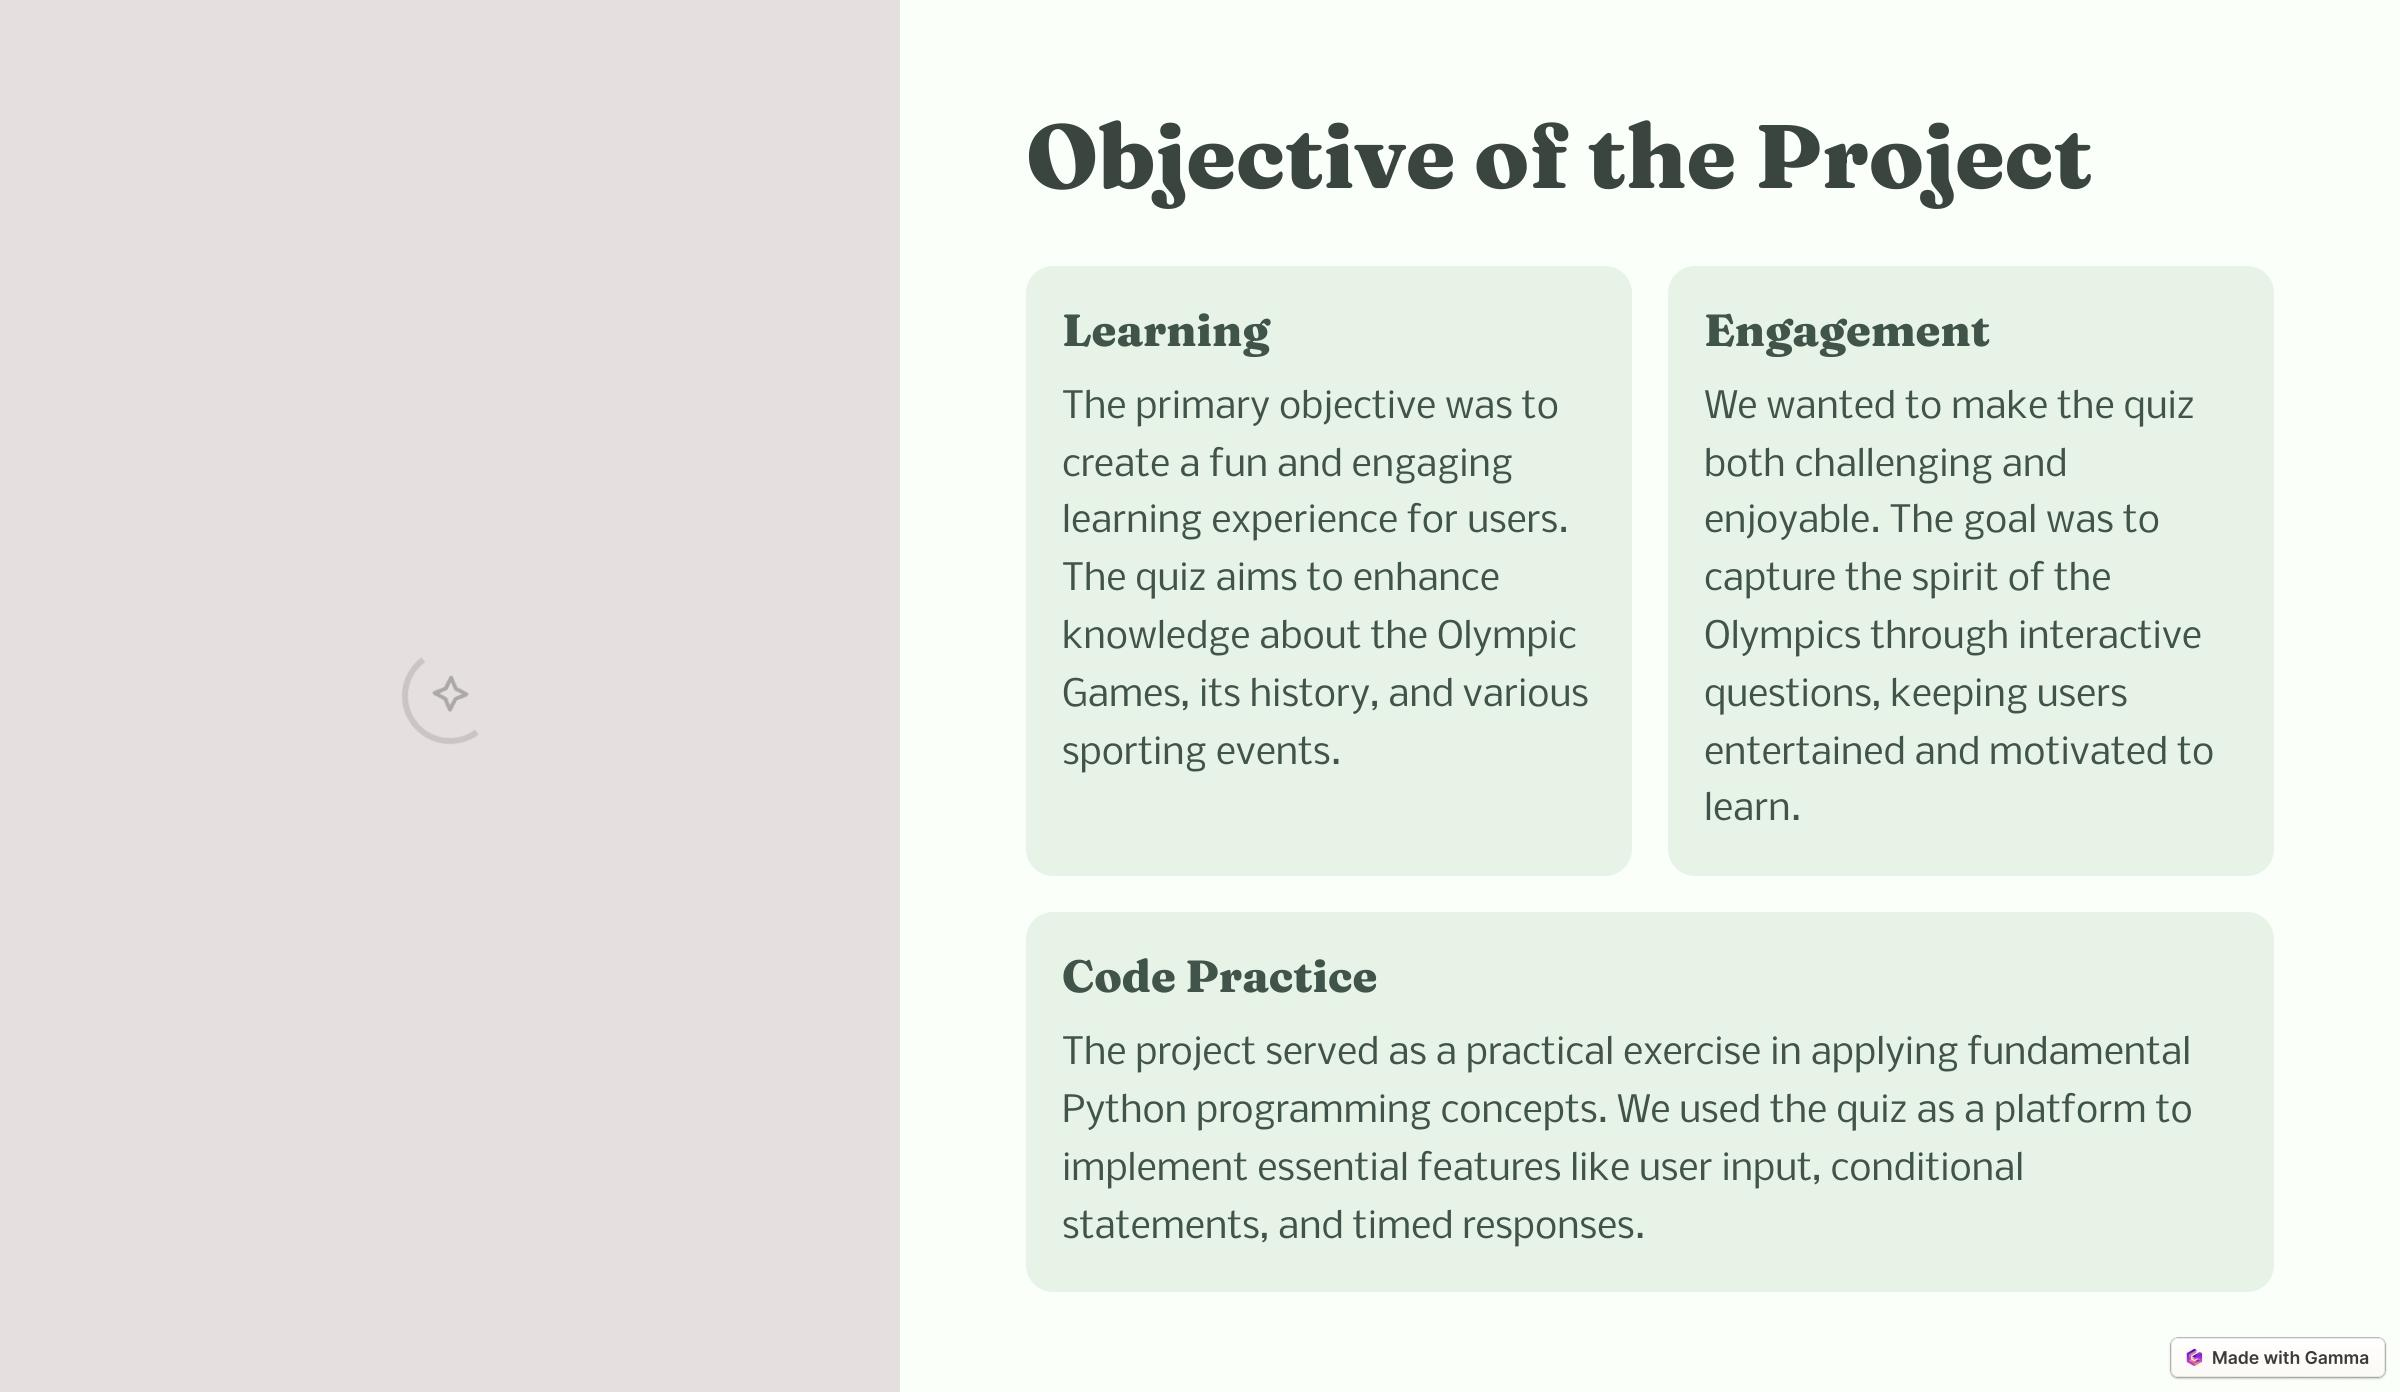 Objective of the Project
Learning
The primary objective was to
create a fun and engaging
learning experience for users.
The quiz aims to enhance
knowledge about the Olympic
Games, its history, and various
sporting events.
Engagement
We wanted to make the quiz
both challenging and
enjoyable. The goal was to
capture the spirit of the
Olympics through interactive
questions, keeping users
entertained and motivated to
learn.
Code Practice
The project served as a practical exercise in applying fundamental
Python programming concepts. We used the quiz as a platform to
implement essential features like user input, conditional
statements, and timed responses.
Made with Gamma